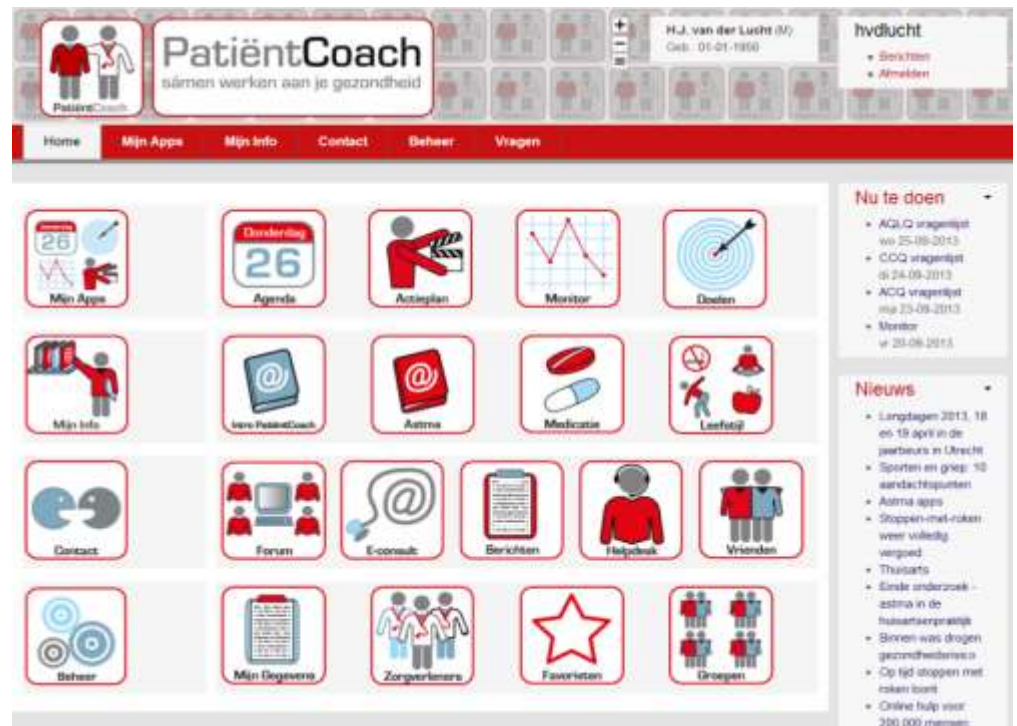 PatiëntCoach
PatiëntCoach
sámen werken aan je gezondheid
+
-
=
H.J. van der Lucht (M)
Geb.: 01-01-1950
hvdlucht
Berichten
Afmelden
Home Mijn Apps Mijn Info Contact Beheer Vragen
26
Mijn Apps
Donderdag
26
Agenda
Actieplan
Monitor
Doelen
Mijn Info
@
Intro PatiëntCoach
@
Astma
Medicatie
Leefstijl
Contact
Forum
@
E-consult
Berichten
Helpdesk
Vrienden
Beheer
Mijn Gegevens
Zorgverleners
Favorieten
Groepen
Nu te doen
AQLQ vragenlijst
wo 25-09-2013
CCQ vragenlijst
di 24-09-2013
ACQ vragenlijst
ma 23-09-2013
Monitor
vr 20-09-2013
Nieuws
Longdagen 2013, 18
en 19 april in de
jaarbeurs in Utrecht
Sporten en griep: 10
aandachtspunten
Astma apps
Stoppen-met-roken
weer volledig
vergoed
Thuisarts
Einde onderzoek -
astma in de
huisartsenpraktijk
Binnen was drogen
gezondheidsrisico
Op tijd stoppen met
roken loont
Online hulp voor
200.000 mensen